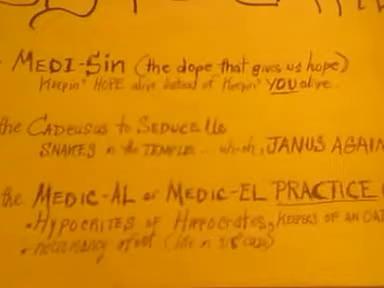 MEDI-Sin (the dope that gives us hope)
Keepin' HOPE alive instead of Keepin' YOU alive.
the CADEUSUS to SEDUCE Us
SNAKES in the TEMPLE... which, JANUS AGAIN
the MEDIC-AL or MEDIC-EL PRACTICE
• HYPOCRITES OF HIPPOCRATES, KEEPERS OF AN OAT